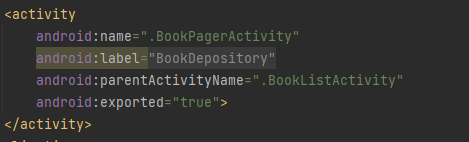 <activity
android:name=".BookPagerActivity"
android:label="BookDepository"
android:parentActivityName=".BookListActivity"
android:exported="true">
</activity>